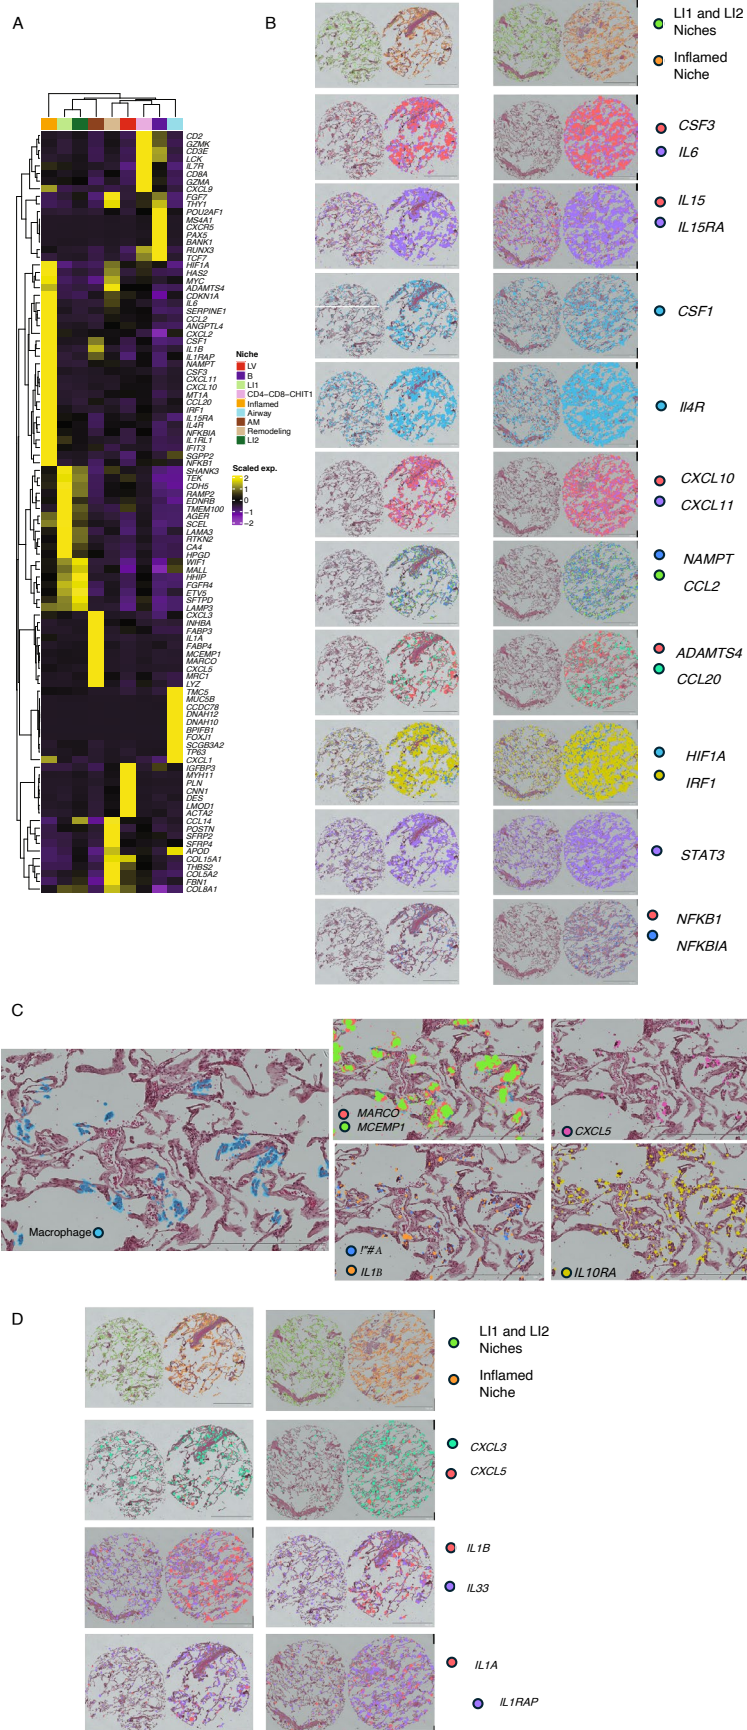 A
B
CD2
GZMK
CD3E
LCK
IL7R
CD8A
GZMA
CXCL9
FGF7
THY1
POU2AF1
MS4A1
CXCR5
PAX5
BANK1
RUNX3
TCF7
HIF1A
HAS2
MYC
ADAMTS4
CDKN1A
IL6
SERPINE1
CCL2
ANGPTL4
CXCL2
CSF1
IL1B
IL1RAP
NAMPT
CSF3
CXCL11
CXCL10
MT1A
CCL20
IRF1
IL15RA
IL4R
NFKBIA
IL1RL1
IFIT3
SGPP2
NFKB1
SHANK3
TEK
CDH5
RAMP2
EDNRB
TMEM100
AGER
SCEL
LAMA3
RTKN2
CA4
HPGD
WIF1
MALL
HHIP
FGFR4
ETV5
SFTPD
LAMP3
CXCL3
INHBA
FABP3
IL1A
FABP4
MCEMP1
MARCO
CXCL5
MRC1
LYZ
TMC5
MUC5B
CCDC78
DNAH12
DNAH10
BPIFB1
FOXJ1
SCGB3A2
TP63
CXCL1
IGFBP3
MYH11
PLN
CNN1
DES
LMOD1
ACTA2
CCL14
POSTN
SFRP2
SFRP4
APOD
COL15A1
THBS2
COL5A2
FBN1
COL8A1
Niche
LV
B
LI1
CD4−CD8−CHIT1
Inflamed
Airway
AM
Remodeling
LI2
Scaled exp.
2
1
0
−1
−2
LI1 and LI2
Niches
Inflamed
Niche
CSF3
IL6
IL15
IL15RA
CSF1
Il4R
CXCL10
CXCL11
NAMPT
CCL2
ADAMTS4
CCL20
HIF1A
IRF1
STAT3
NFKB1
NFKBIA
C
Macrophage
MARCO
MCEMP1
CXCL5
!"#A
IL1B
IL10RA
D
LI1 and LI2
Niches
Inflamed
Niche
CXCL3
CXCL5
IL1B
IL33
IL1A
IL1RAP